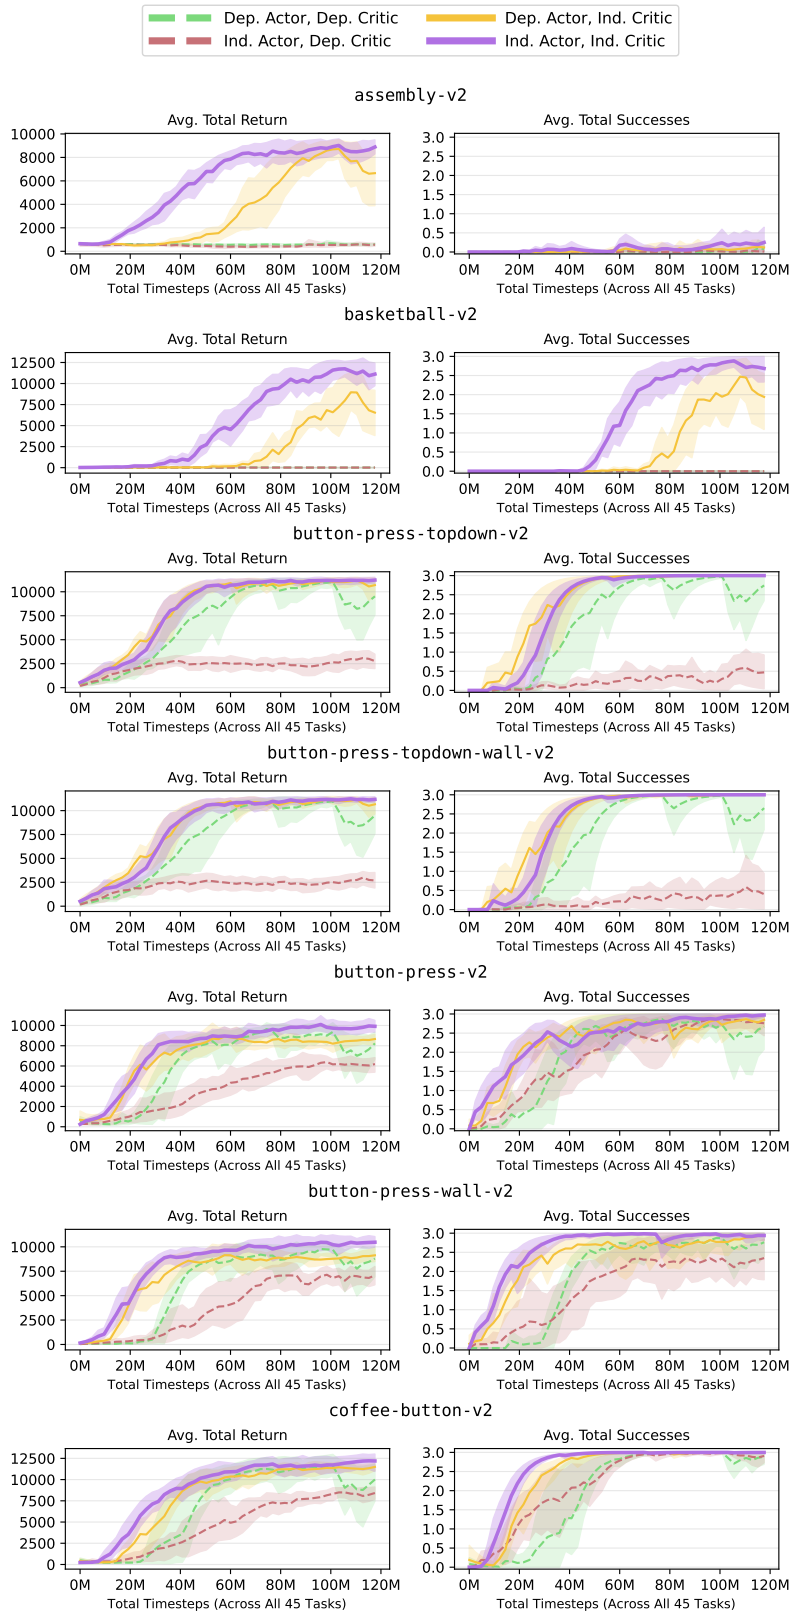 Dep. Actor, Dep. Critic
Dep. Actor, Ind. Critic
Ind. Actor, Dep. Critic
Ind. Actor, Ind. Critic
assembly-v2
Avg. Total Return
Avg. Total Successes
10000
8000
6000
4000
2000
0
3.0
2.5
2.0
1.5
1.0
0.5
0.0
0M 20M 40M 60M 80M 100M 120M
0M 20M 40M 60M 80M 100M 120M
Total Timesteps (Across All 45 Tasks)
Total Timesteps (Across All 45 Tasks)
basketball-v2
Avg. Total Return
Avg. Total Successes
12500
10000
7500
5000
2500
0
3.0
2.5
2.0
1.5
1.0
0.5
0.0
0M 20M 40M 60M 80M 100M 120M
0M 20M 40M 60M 80M 100M 120M
Total Timesteps (Across All 45 Tasks)
Total Timesteps (Across All 45 Tasks)
button-press-topdown-v2
Avg. Total Return
Avg. Total Successes
10000
7500
5000
2500
0
3.0
2.5
2.0
1.5
1.0
0.5
0.0
0M 20M 40M 60M 80M 100M 120M
0M 20M 40M 60M 80M 100M 120M
Total Timesteps (Across All 45 Tasks)
Total Timesteps (Across All 45 Tasks)
button-press-topdown-wall-v2
Avg. Total Return
Avg. Total Successes
10000
7500
5000
2500
0
3.0
2.5
2.0
1.5
1.0
0.5
0.0
0M 20M 40M 60M 80M 100M 120M
0M 20M 40M 60M 80M 100M 120M
Total Timesteps (Across All 45 Tasks)
Total Timesteps (Across All 45 Tasks)
button-press-v2
Avg. Total Return
Avg. Total Successes
10000
8000
6000
4000
2000
0
3.0
2.5
2.0
1.5
1.0
0.5
0.0
0M 20M 40M 60M 80M 100M 120M
0M 20M 40M 60M 80M 100M 120M
Total Timesteps (Across All 45 Tasks)
Total Timesteps (Across All 45 Tasks)
button-press-wall-v2
Avg. Total Return
Avg. Total Successes
10000
7500
5000
2500
0
3.0
2.5
2.0
1.5
1.0
0.5
0.0
0M 20M 40M 60M 80M 100M 120M
0M 20M 40M 60M 80M 100M 120M
Total Timesteps (Across All 45 Tasks)
Total Timesteps (Across All 45 Tasks)
coffee-button-v2
Avg. Total Return
Avg. Total Successes
12500
10000
7500
5000
2500
0
3.0
2.5
2.0
1.5
1.0
0.5
0.0
0M 20M 40M 60M 80M 100M 120M
0M 20M 40M 60M 80M 100M 120M
Total Timesteps (Across All 45 Tasks)
Total Timesteps (Across All 45 Tasks)